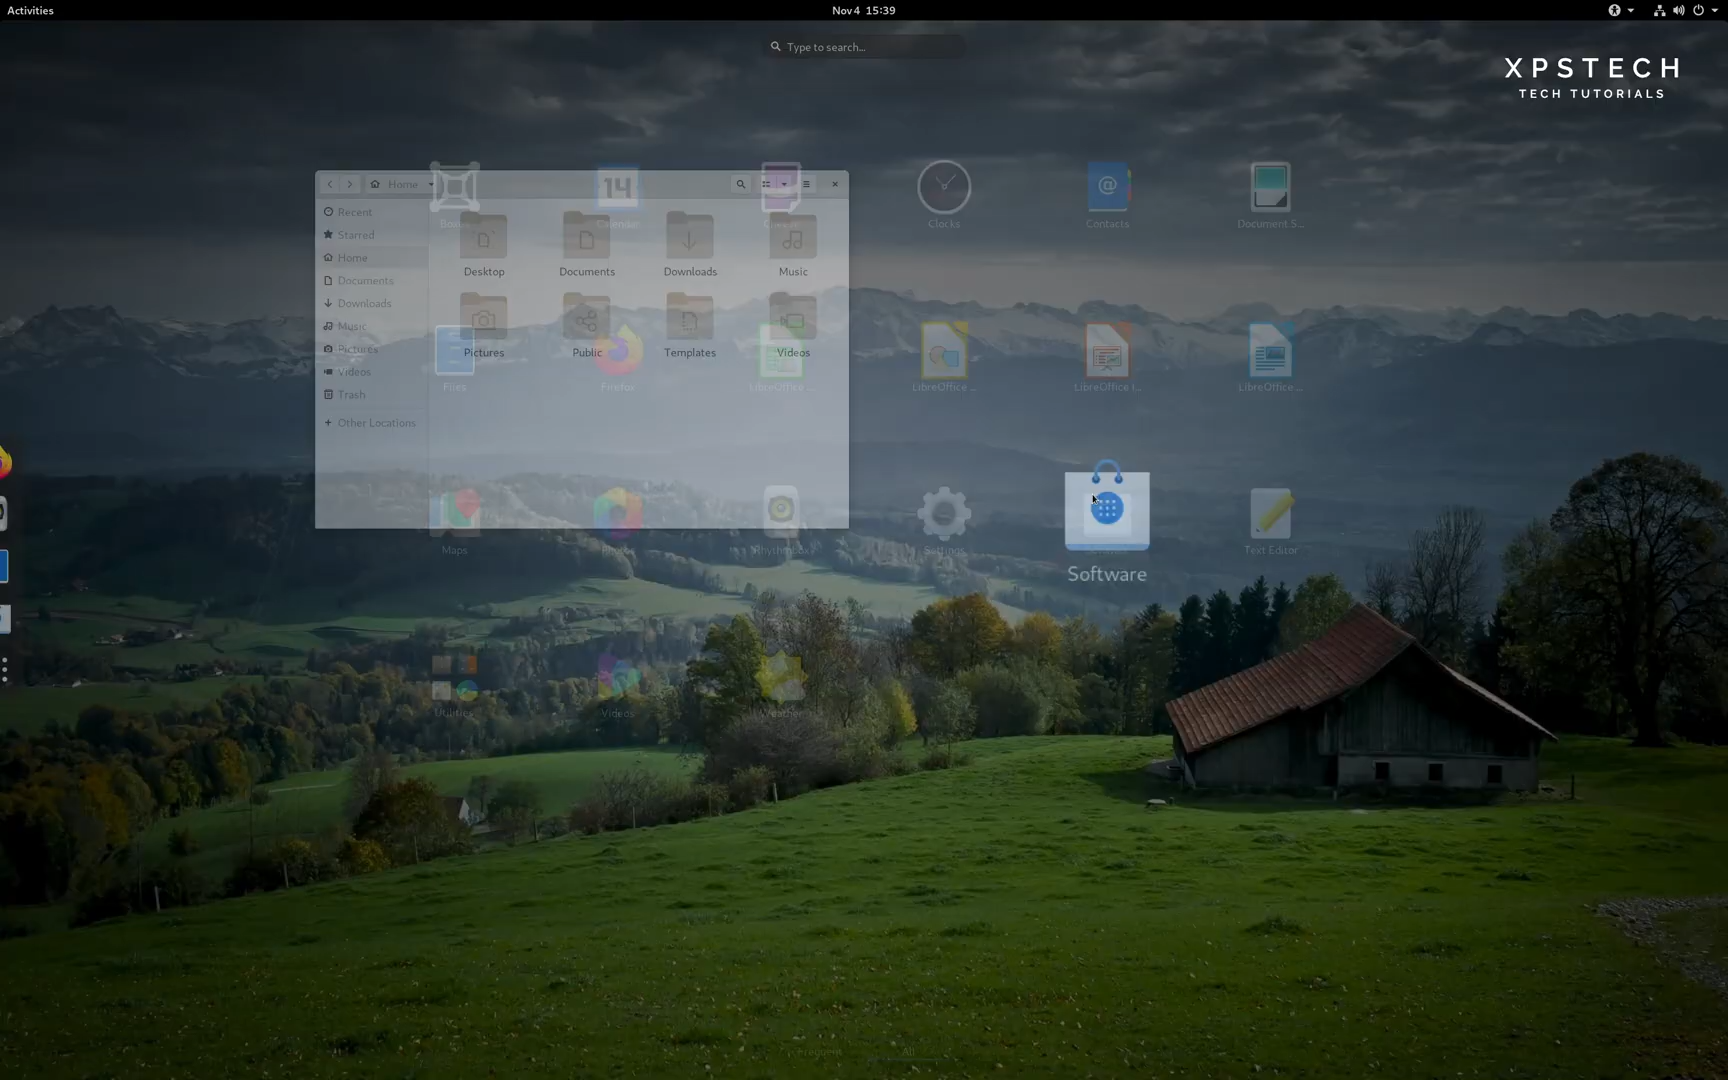 Activities
Nov 4 15:39
Type to search...
XPSTECH
TECH TUTORIALS
Home
Recent
Starred
Home
Documents
Downloads
Music
Pictures
Videos
Trash
Other Locations
Desktop
Documents
Downloads
Music
Pictures
Public
Templates
Videos
14
Calendar
Clocks
Contacts
Document S...
Files
Firefox
LibreOffice ...
LibreOffice ...
LibreOffice I...
LibreOffice ...
Maps
Photos
Rhythmbox
Settings
Software
Text Editor
Utilities
Videos
Weather
Frequent
All